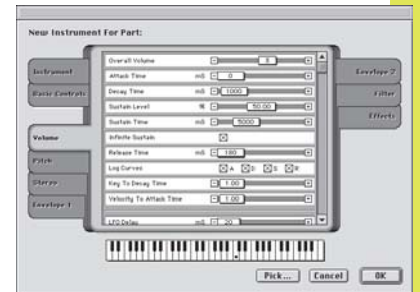 New Instrument For Part:
Instrument
Basic Controls
Volume
Pitch
Stereo
Envelope 1
Overall Volume 8
Attack Time mS 0
Decay Time mS 1000
Sustain Level % 50.00
Sustain Time mS 5000
Infinite Sustain
Release Time mS 180
Log Curves A D S R
Key To Decay Time 1.00
Velocity To Attack Time 1.00
LFO Delay mS 20
Envelope 2
Filter
Effects
Pick... Cancel OK